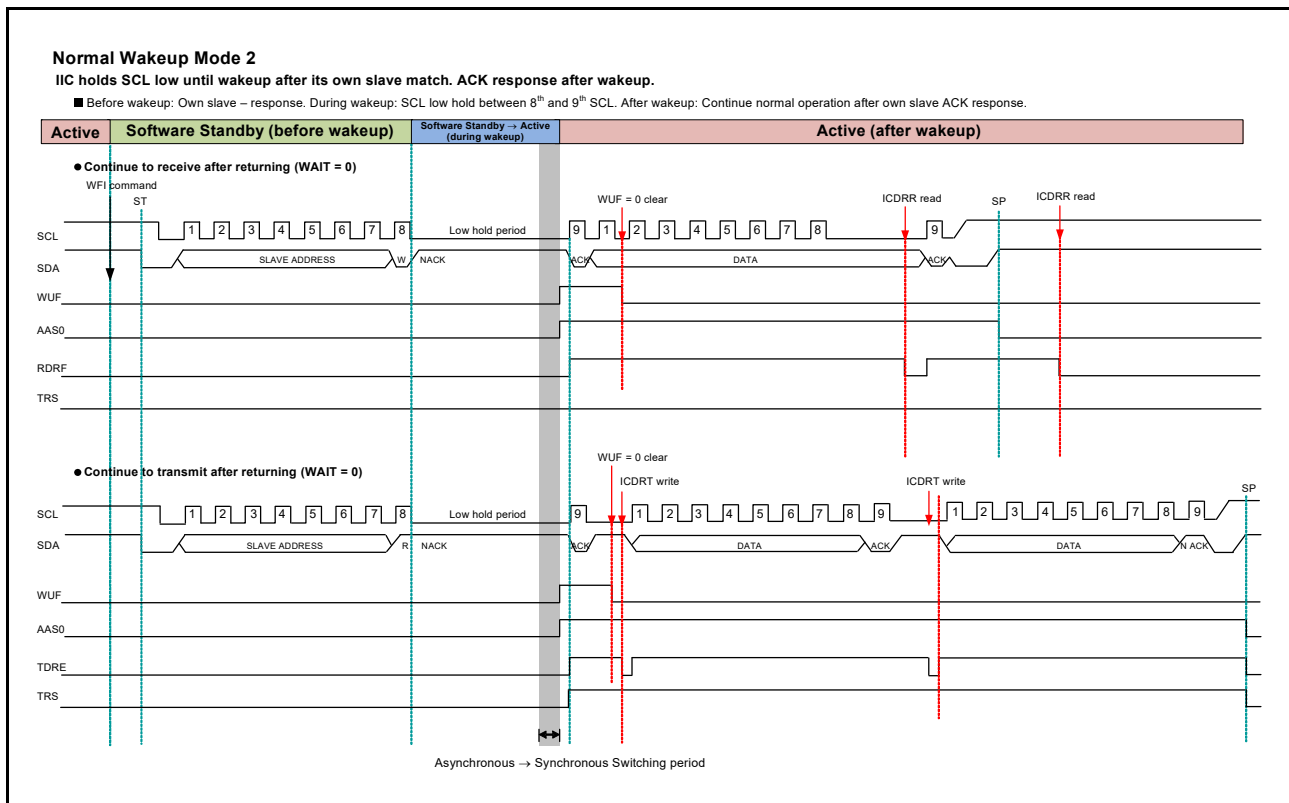 Normal Wakeup Mode 2
IIC holds SCL low until wakeup after its own slave match. ACK response after wakeup.
■ Before wakeup: Own slave – response. During wakeup: SCL low hold between 8th and 9th SCL. After wakeup: Continue normal operation after own slave ACK response.
Active
Software Standby (before wakeup)
Software Standby → Active
(during wakeup)
Active (after wakeup)
● Continue to receive after returning (WAIT = 0)
WFI command
ST
WUF = 0 clear
ICDRR read
SP
ICDRR read
SCL
1 2 3 4 5 6 7 8
Low hold period
9 1 2 3 4 5 6 7 8
9
SDA
SLAVE ADDRESS
W
NACK
ACK
DATA
ACK
WUF
AAS0
RDRF
TRS
● Continue to transmit after returning (WAIT = 0)
WUF = 0 clear
ICDRT write
ICDRT write
SP
SCL
1 2 3 4 5 6 7 8
Low hold period
9
1 2 3 4 5 6 7 8 9
1 2 3 4 5 6 7 8 9
SDA
SLAVE ADDRESS
R
NACK
ACK
DATA
ACK
DATA
N ACK
WUF
AAS0
TDRE
TRS
Asynchronous → Synchronous Switching period